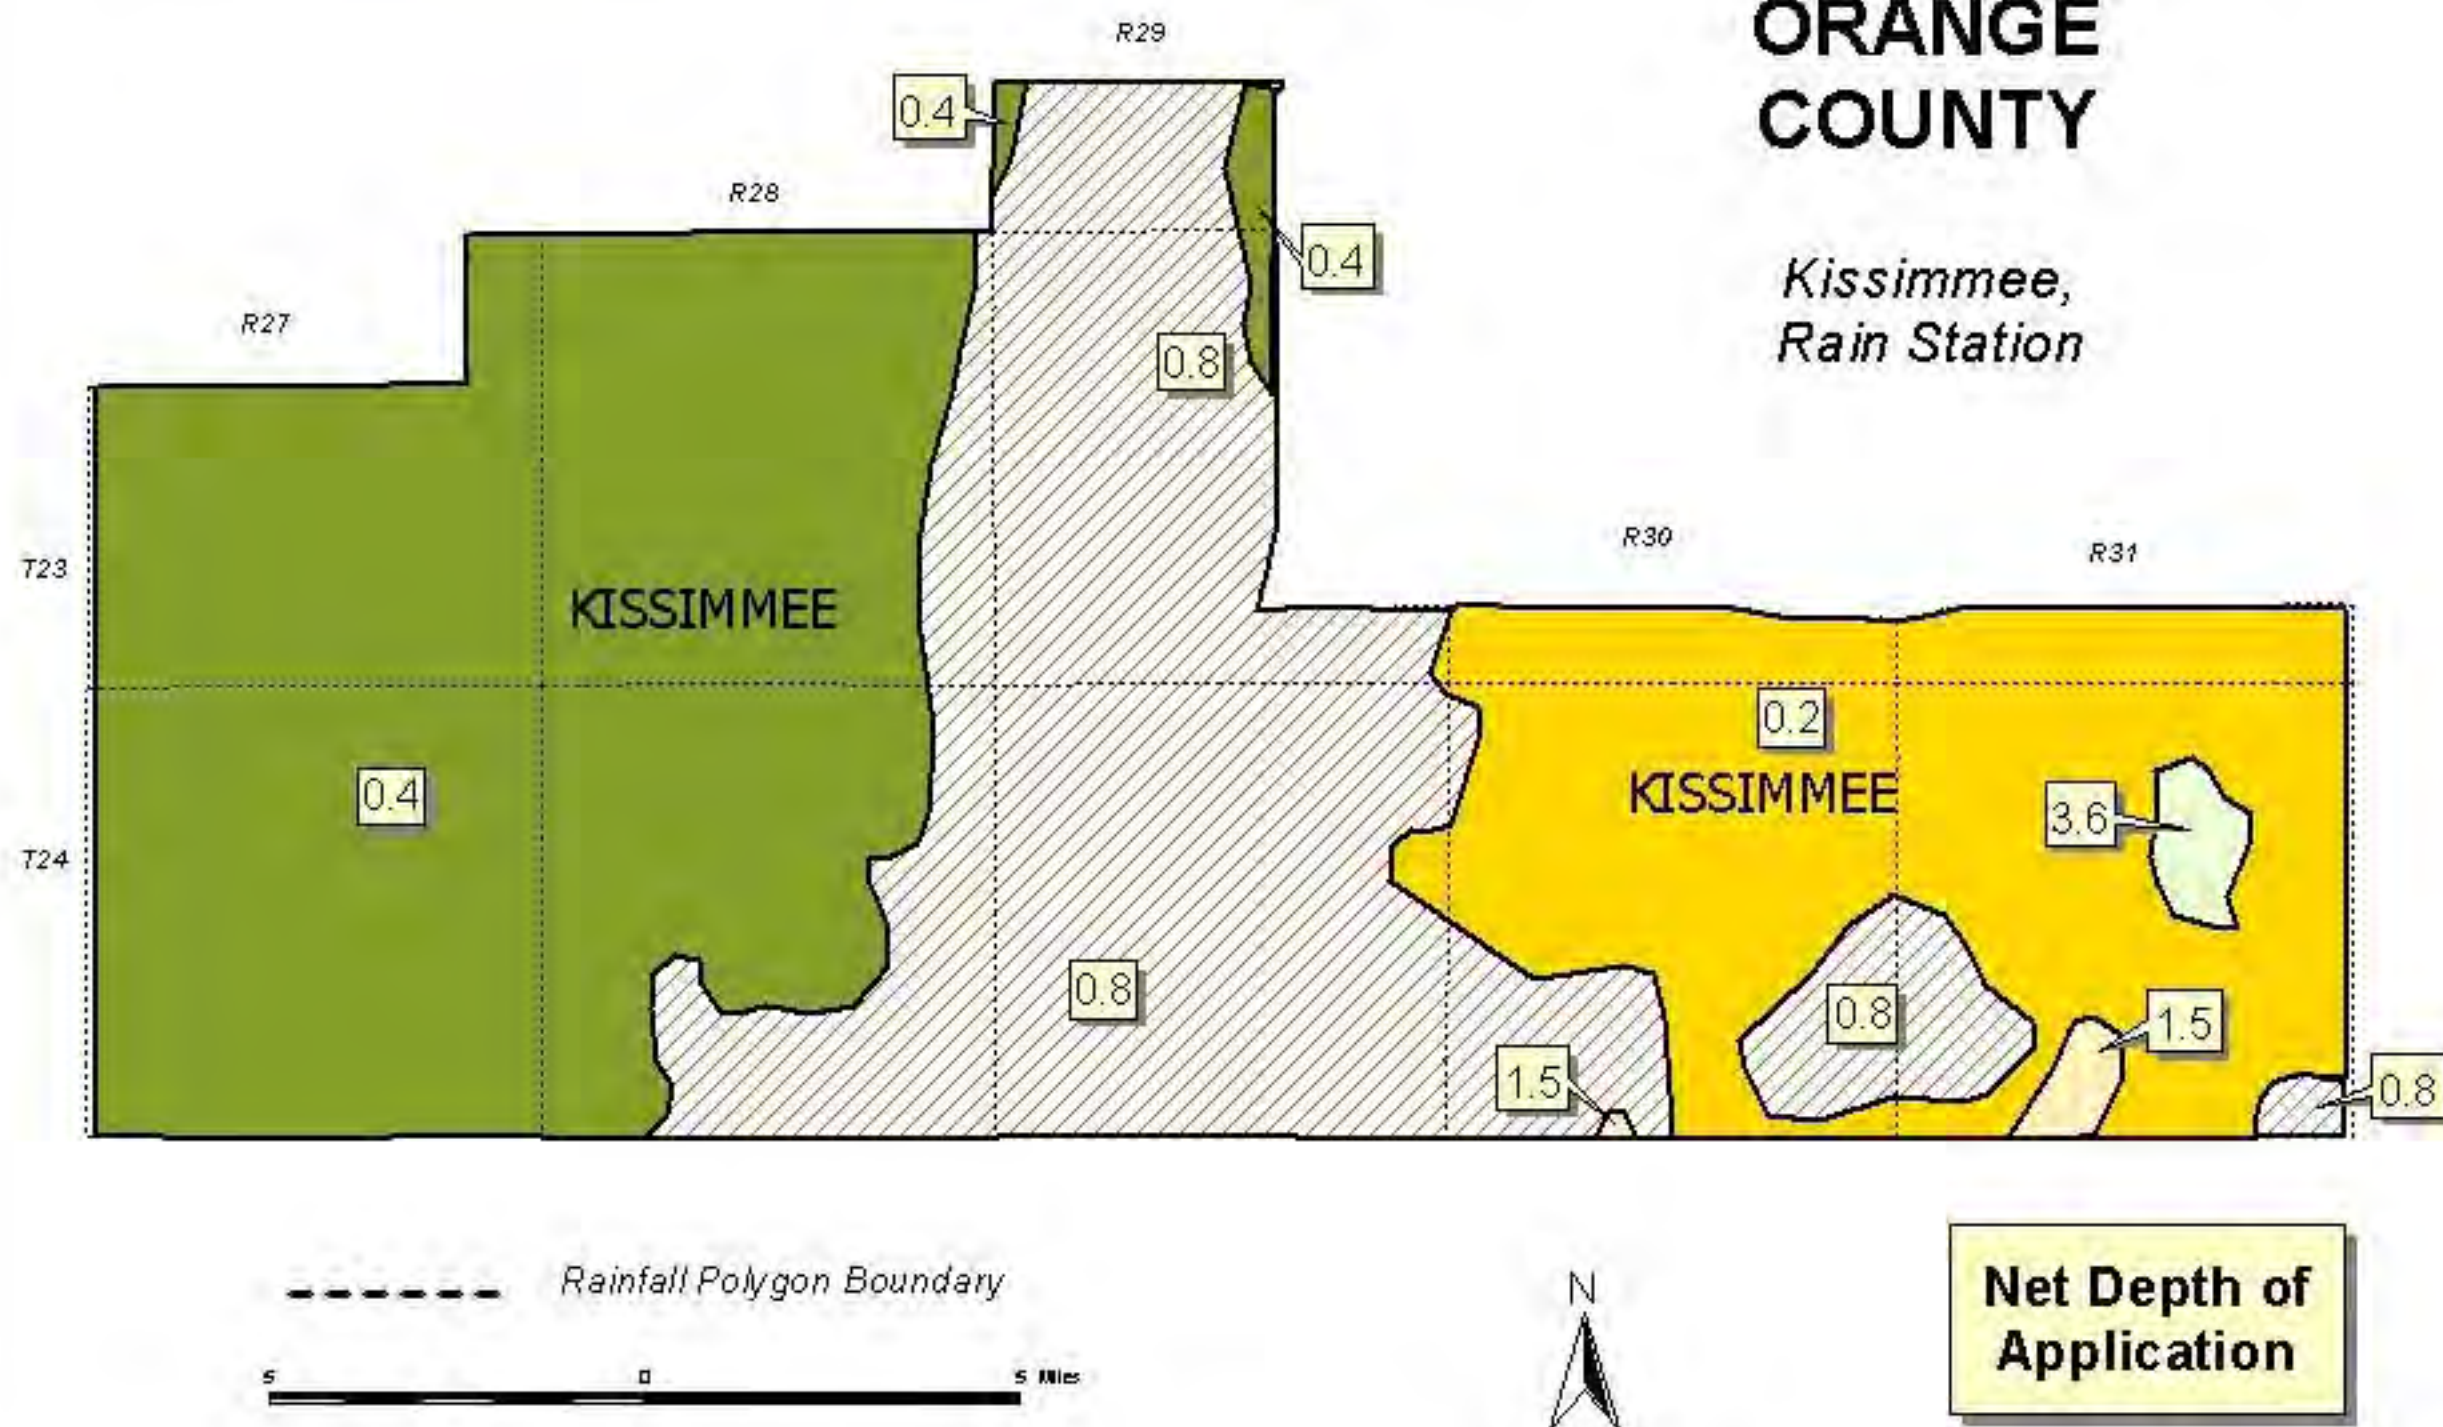 ORANGE
COUNTY
Kissimmee,
Rain Station
R29
0.4
R28
0.4
R27
0.8
R30
R31
T23
KISSIMMEE
0.2
KISSIMMEE
0.4
3.6
T24
0.8
0.8
1.5
1.5
0.8
Rainfall Polygon Boundary
N
Net Depth of
Application
5 0 5 Miles